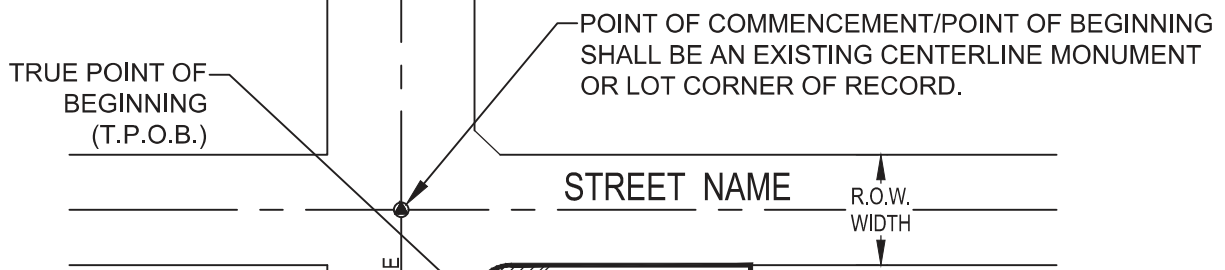 POINT OF COMMENCEMENT/POINT OF BEGINNING
SHALL BE AN EXISTING CENTERLINE MONUMENT
OR LOT CORNER OF RECORD.
TRUE POINT OF
BEGINNING
(T.P.O.B.)
STREET NAME
R.O.W.
WIDTH
E